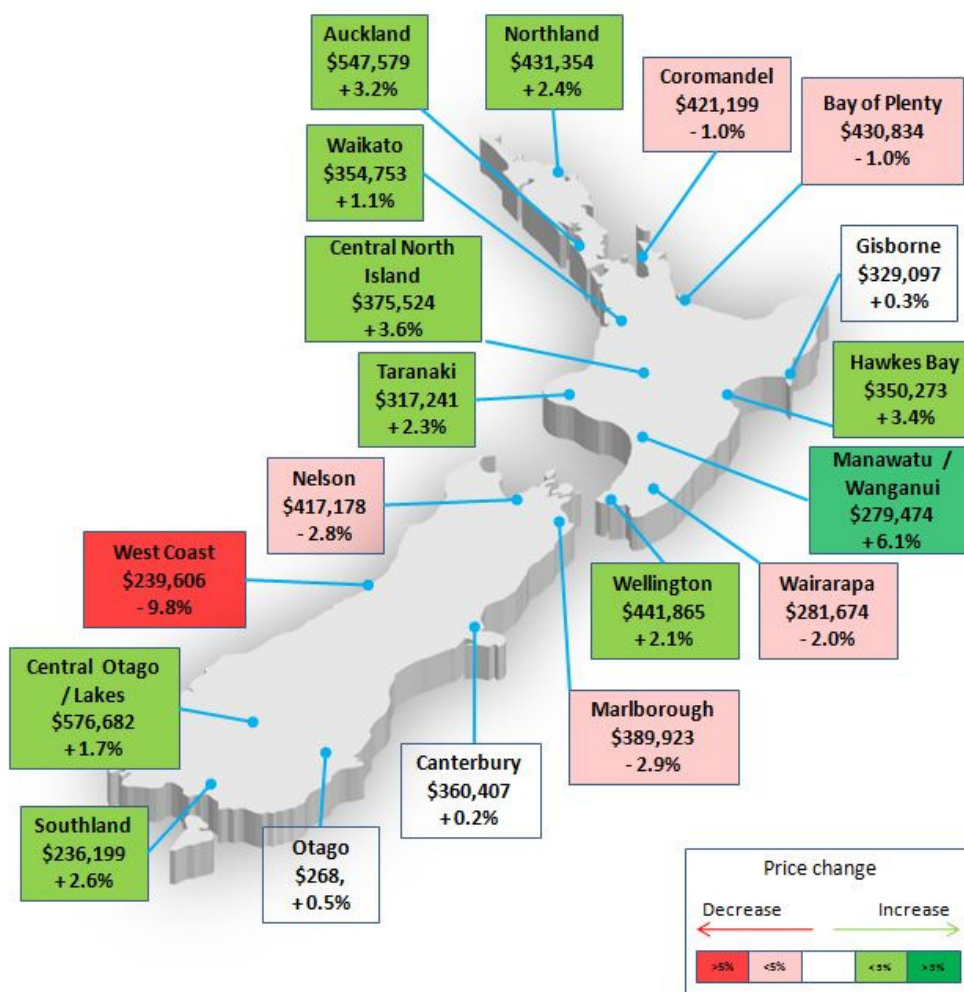 Auckland
$547,579
+ 3.2%
Northland
$431,354
+ 2.4%
Coromandel
$421,199
- 1.0%
Bay of Plenty
$430,834
- 1.0%
Waikato
$354,753
+ 1.1%
Central North
Island
$375,524
+ 3.6%
Gisborne
$329,097
+ 0.3%
Taranaki
$317,241
+ 2.3%
Hawkes Bay
$350,273
+ 3.4%
Manawatu /
Wanganui
$279,474
+ 6.1%
Nelson
$417,178
- 2.8%
West Coast
$239,606
- 9.8%
Wellington
$441,865
+ 2.1%
Wairarapa
$281,674
- 2.0%
Central Otago
/ Lakes
$576,682
+ 1.7%
Marlborough
$389,923
- 2.9%
Canterbury
$360,407
+ 0.2%
Southland
$236,199
+ 2.6%
Otago
$268,
+ 0.5%
Price change
Decrease Increase
>5% <5% <5% >5%